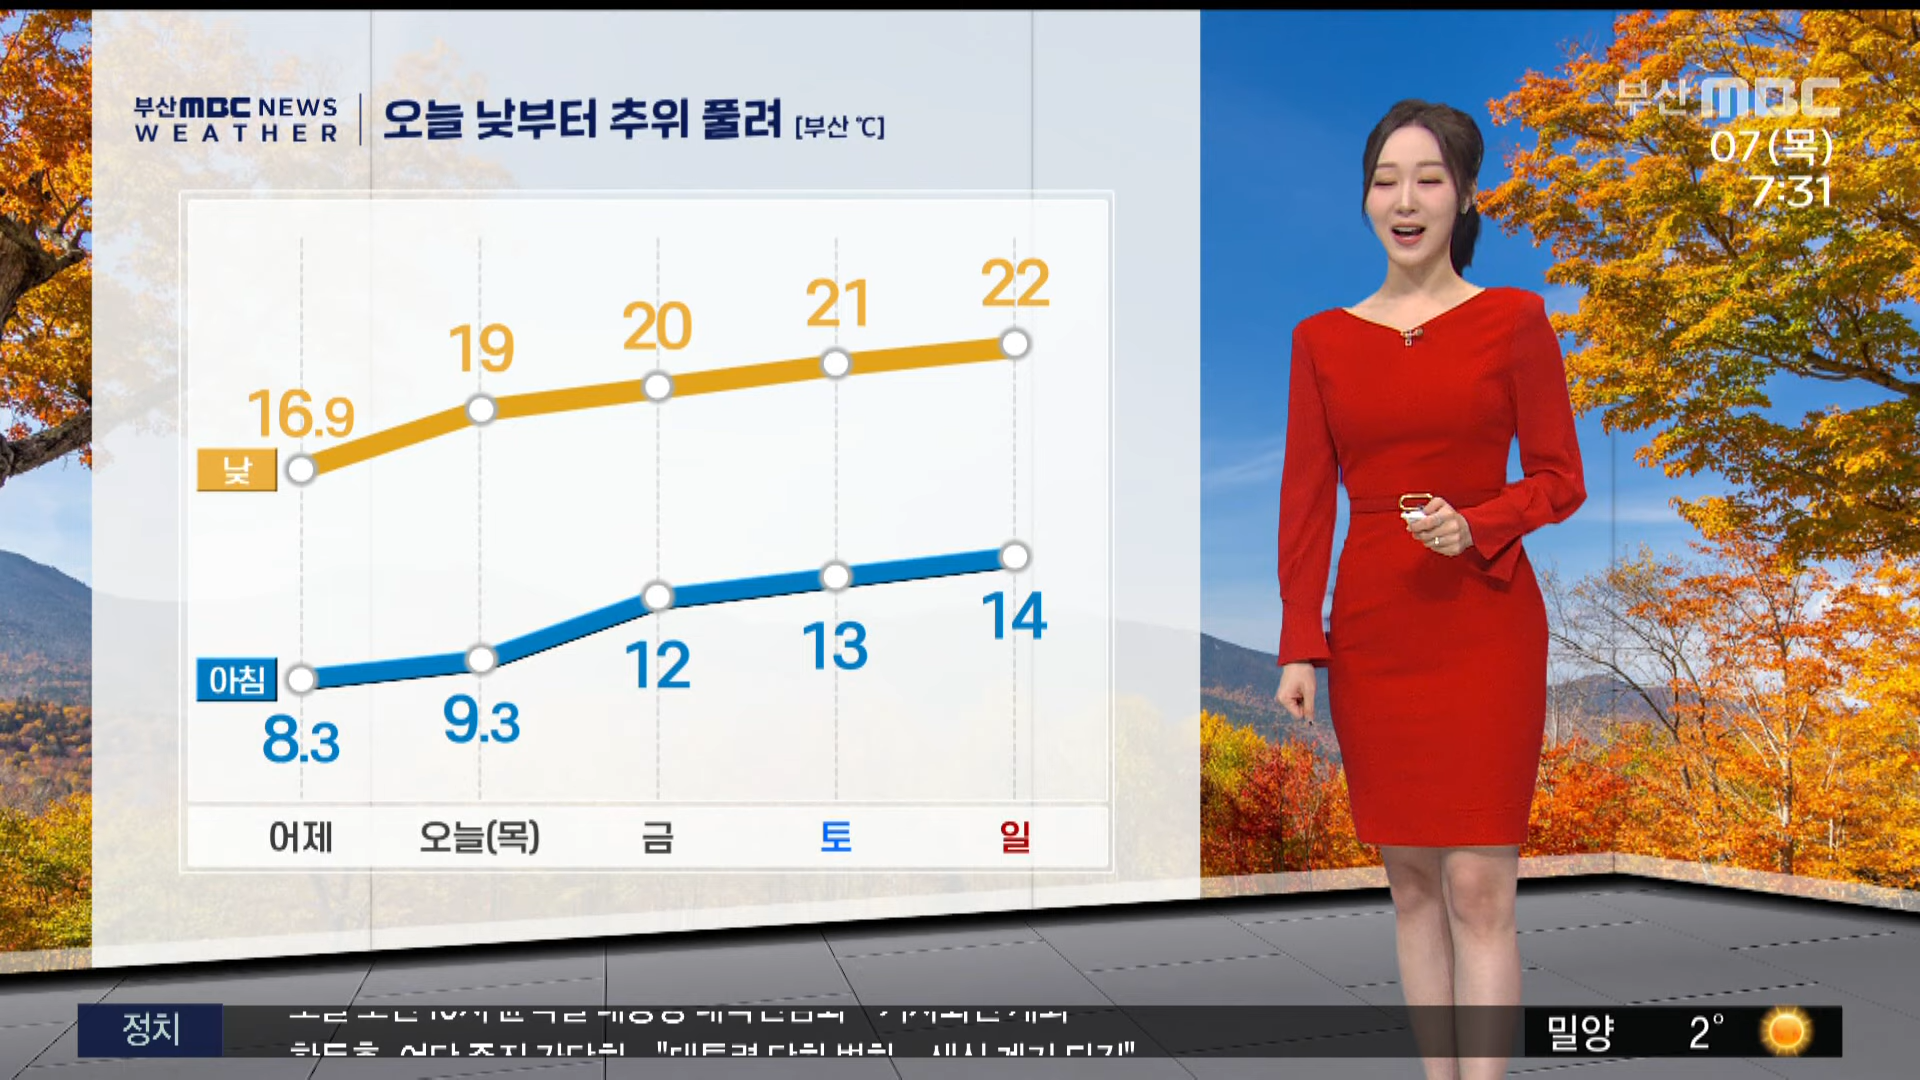 부산MBC NEWS
WEATHER
오늘 낮부터 추위 풀려 [부산 ℃]
부산MBC
07(목)
7:31
16.9
19
20
21
22
낮
아침
8.3
9.3
12
13
14
어제
오늘(목)
금
토
일
정치
밀양 2°